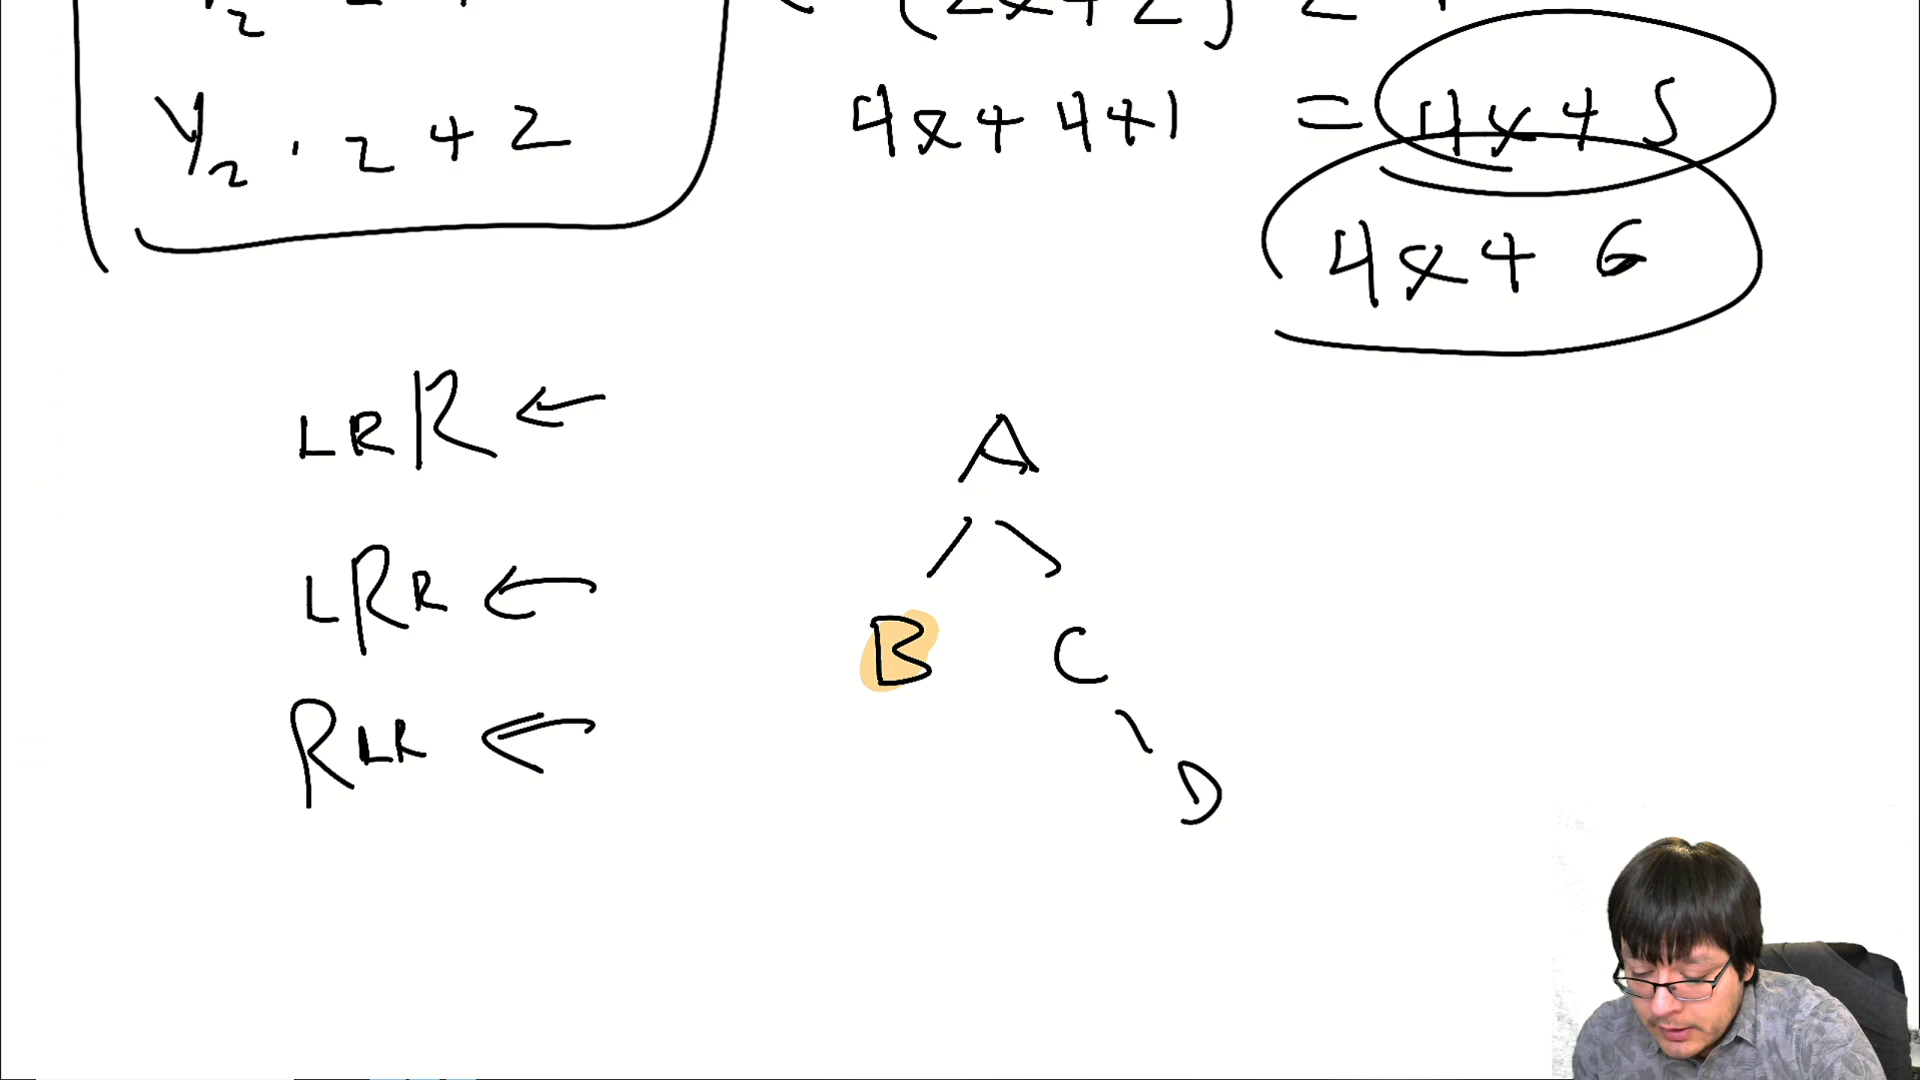 Y2 . 2 + 2
4x + 4 + 1 = 4x + 5
4x + 6
LRR ←
LRR ←
RLR ←
A
B C
D